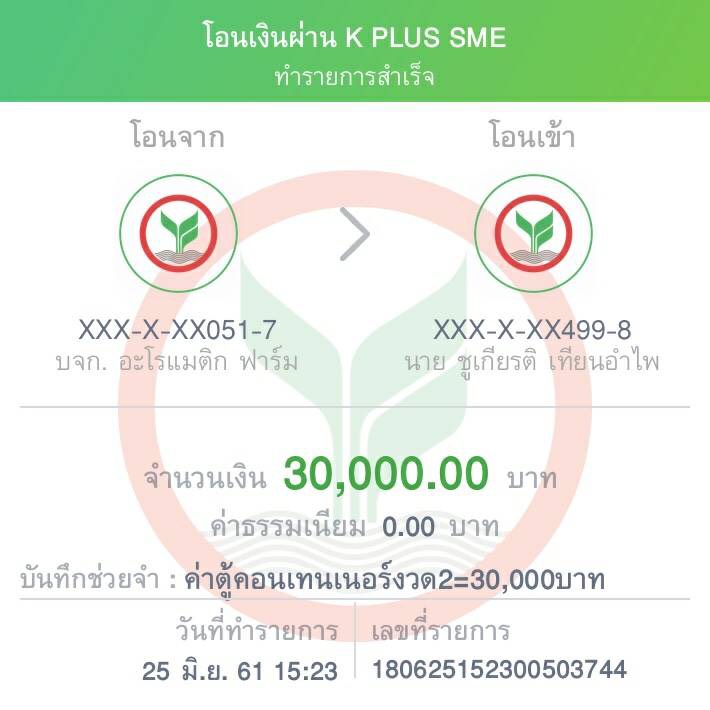 โอนเงินผ่าน K PLUS SME
ทำรายการสำเร็จ
โอนจาก
โอนเข้า
XXX-X-XX051-7
XXX-X-XX499-8
บจก. อะโรแมติก ฟาร์ม
นาย ชูเกียรติ เทียนอำไพ
จำนวนเงิน 30,000.00 บาท
ค่าธรรมเนียม 0.00 บาท
บันทึกช่วยจำ : ค่าตู้คอนเทนเนอร์งวด2=30,000บาท
วันที่ทำรายการ
เลขที่รายการ
25 มิ.ย. 61 15:23
180625152300503744